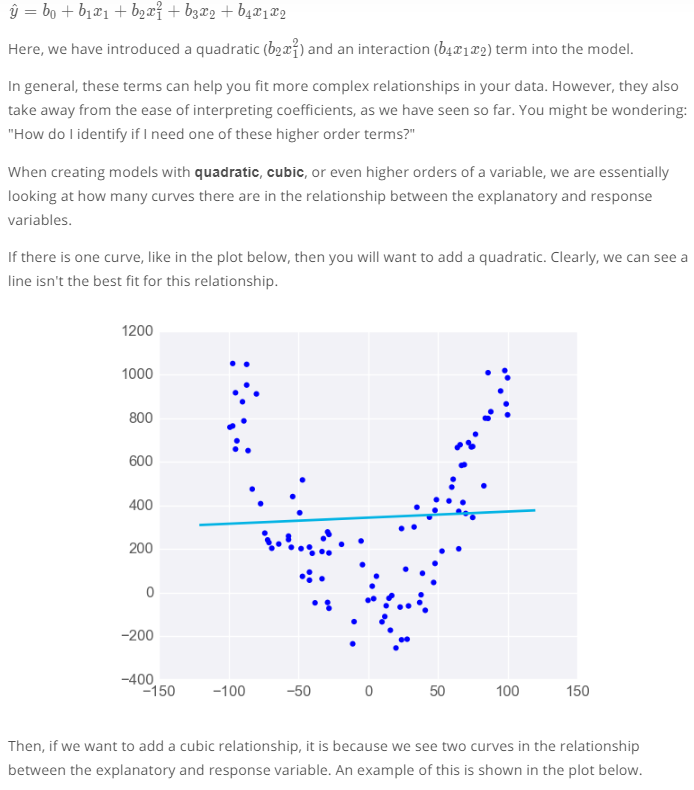 ŷ = b₀ + b₁x₁ + b₂x₁² + b₃x₂ + b₄x₁x₂
Here, we have introduced a quadratic (b₂x₁²) and an interaction (b₄x₁x₂) term into the model.
In general, these terms can help you fit more complex relationships in your data. However, they also
take away from the ease of interpreting coefficients, as we have seen so far. You might be wondering:
"How do I identify if I need one of these higher order terms?"
When creating models with quadratic, cubic, or even higher orders of a variable, we are essentially
looking at how many curves there are in the relationship between the explanatory and response
variables.
If there is one curve, like in the plot below, then you will want to add a quadratic. Clearly, we can see a
line isn't the best fit for this relationship.
1200
1000
800
600
400
200
0
−200
−400
−150 −100 −50 0 50 100 150
Then, if we want to add a cubic relationship, it is because we see two curves in the relationship
between the explanatory and response variable. An example of this is shown in the plot below.